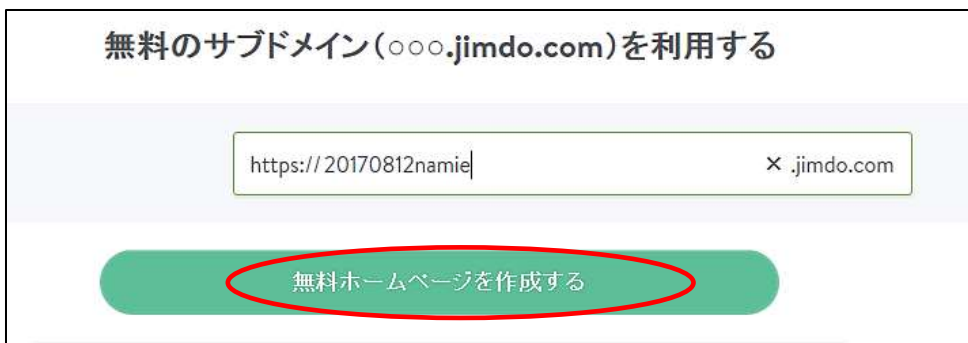 無料のサブドメイン(○○○.jimdo.com)を利用する
https://20170812namie × .jimdo.com
無料ホームページを作成する